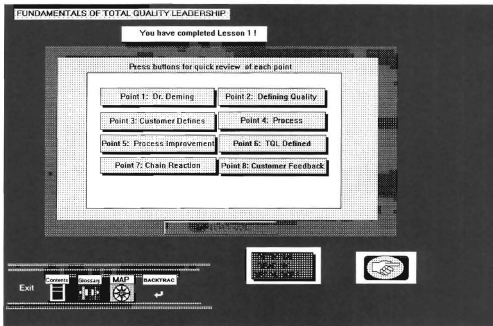 FUNDAMENTALS OF TOTAL QUALITY LEADERSHIP
You have completed Lesson 1 !
Press buttons for quick review of each point
Point 1: Dr. Deming
Point 2: Defining Quality
Point 3: Customer Defines
Point 4: Process
Point 5: Process Improvement
Point 6: TQL Defined
Point 7: Chain Reaction
Point 8: Customer Feedback
Exit
Contents
Glossary
MAP
BACKTRAC